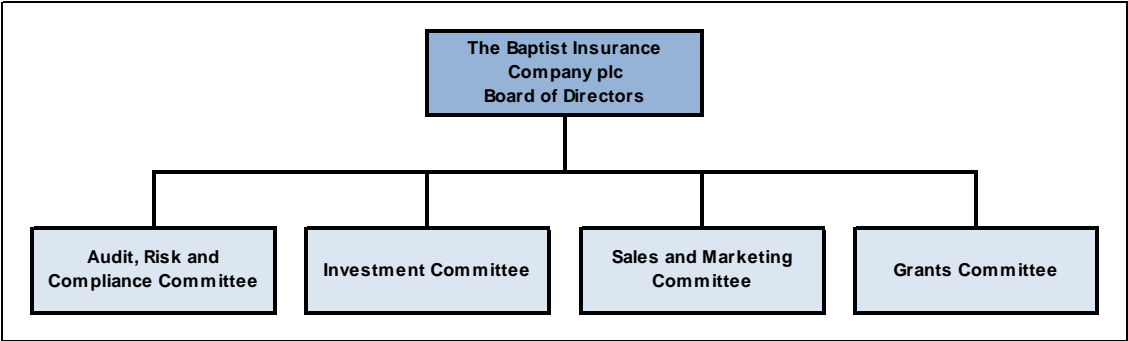 The Baptist Insurance
Company plc
Board of Directors
Audit, Risk and
Compliance Committee
Investment Committee
Sales and Marketing
Committee
Grants Committee